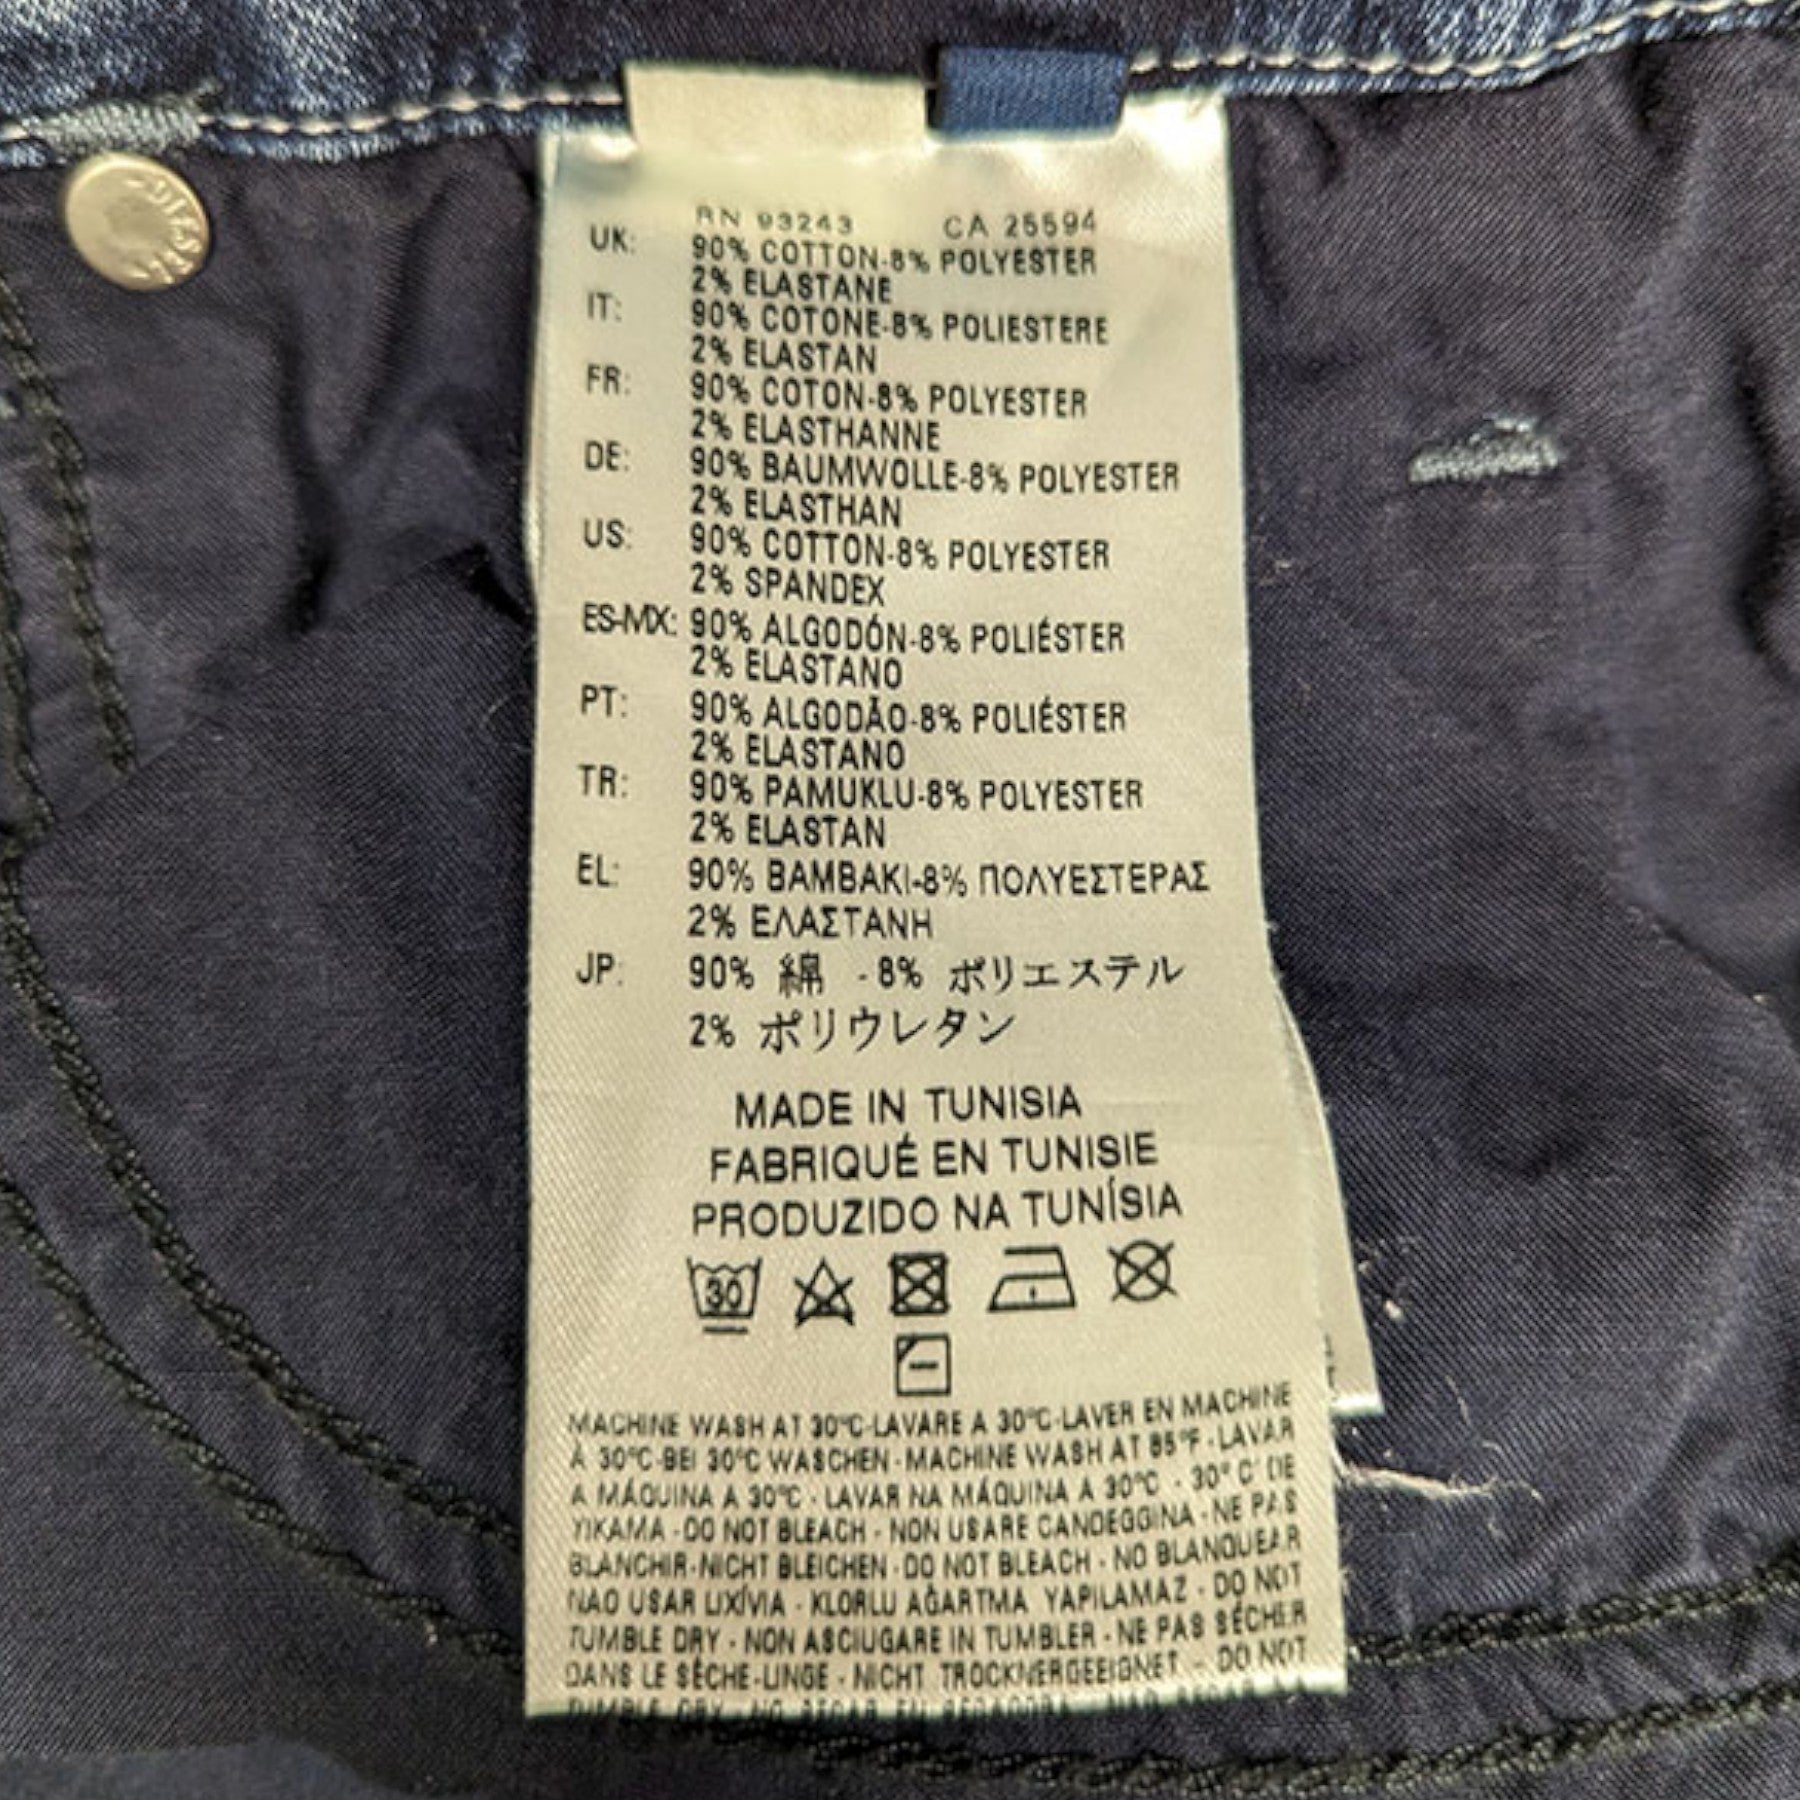 DIESEL
RN 93243 CA 25594
UK: 90% COTTON-8% POLYESTER
2% ELASTANE
IT: 90% COTONE-8% POLIESTERE
2% ELASTAN
FR: 90% COTON-8% POLYESTER
2% ELASTHANNE
DE: 90% BAUMWOLLE-8% POLYESTER
2% ELASTHAN
US: 90% COTTON-8% POLYESTER
2% SPANDEX
ES-MX: 90% ALGODÓN-8% POLIÉSTER
2% ELASTANO
PT: 90% ALGODÃO-8% POLIÉSTER
2% ELASTANO
TR: 90% PAMUKLU-8% POLYESTER
2% ELASTAN
EL: 90% BAMBAKI-8% ΠΟΛΥΕΣΤΕΡΑΣ
2% ΕΛΑΣΤΑΝΗ
JP: 90% 綿 - 8% ポリエステル
2% ポリウレタン
MADE IN TUNISIA
FABRIQUÉ EN TUNISIE
PRODUZIDO NA TUNÍSIA
30
MACHINE WASH AT 30°C-LAVARE A 30°C-LAVER EN MACHINE
À 30°C-BEI 30°C WASCHEN - MACHINE WASH AT 85°F - LAVAR
A MÁQUINA A 30°C - LAVAR NA MÁQUINA A 30°C - 30° C' DE
YIKAMA - DO NOT BLEACH - NON USARE CANDEGGINA - NE PAS
BLANCHIR-NICHT BLEICHEN - DO NOT BLEACH - NO BLANQUEAR
NAO USAR LIXÍVIA - KLORLU AĞARTMA YAPILAMAZ - DO NOT
TUMBLE DRY - NON ASCIUGARE IN TUMBLER - NE PAS SÉCHER
DANS LE SÈCHE-LINGE - NICHT TROCKNERGEEIGNET - DO NOT
TUMBLE DRY - NO SECAR EN SECADORA